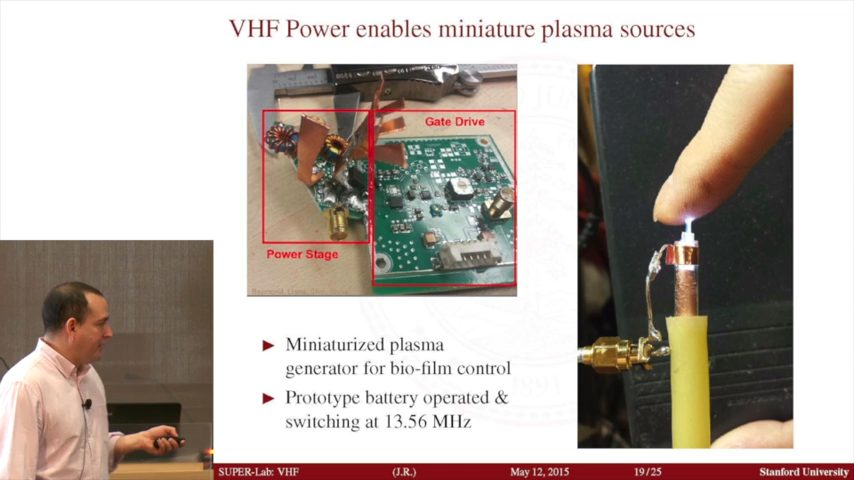 VHF Power enables miniature plasma sources
Gate Drive
Power Stage
► Miniaturized plasma
generator for bio-film control
► Prototype battery operated &
switching at 13.56 MHz
SUPER-Lab: VHF (J.R.) May 12, 2015 19/25 Stanford University